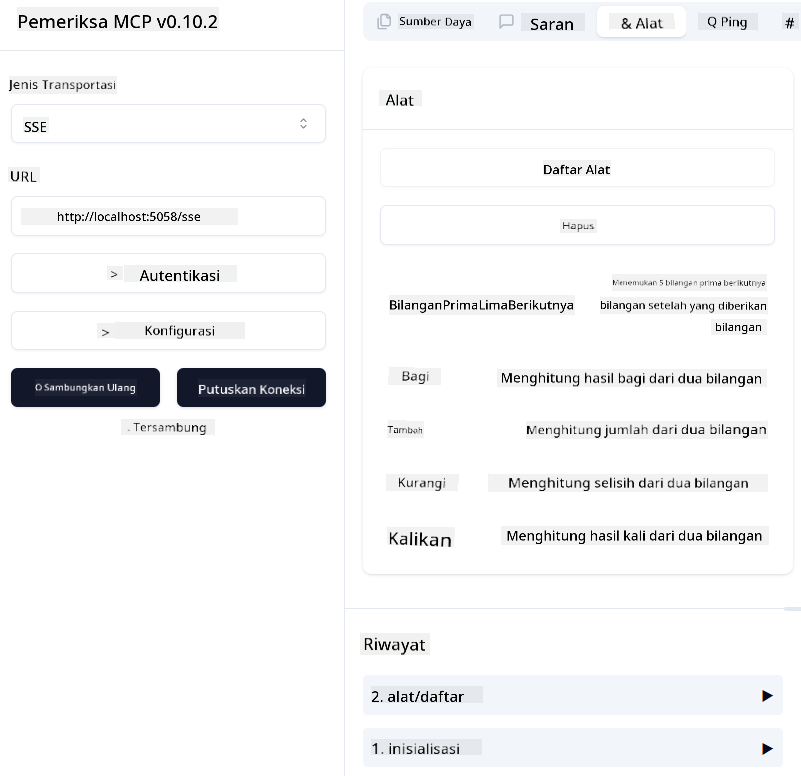 Pemeriksa MCP v0.10.2
Jenis Transportasi
SSE
URL
http://localhost:5058/sse
> Autentikasi
> Konfigurasi
O Sambungkan Ulang
Putuskan Koneksi
. Tersambung
Sumber Daya
Saran
& Alat
Q Ping
#
Alat
Daftar Alat
Hapus
BilanganPrimaLimaBerikutnya
Menemukan 5 bilangan prima berikutnya
bilangan setelah yang diberikan
bilangan
Bagi
Menghitung hasil bagi dari dua bilangan
Tambah
Menghitung jumlah dari dua bilangan
Kurangi
Menghitung selisih dari dua bilangan
Kalikan
Menghitung hasil kali dari dua bilangan
Riwayat
2. alat/daftar
1. inisialisasi